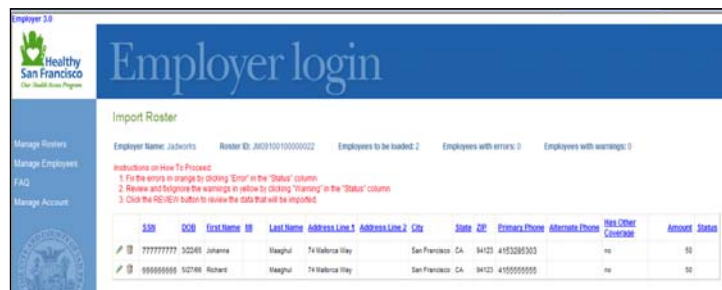 Employer 3.0
Healthy
San Francisco
Our Health Access Program
Employer login
Import Roster
Manage Rosters
Manage Employees
FAQ
Manage Account
Employer Name: Jadworks Roster ID: JM09100100000022 Employees to be loaded: 2 Employees with errors: 0 Employees with warnings: 0
Instructions on How To Proceed:
1. Fix the errors in orange by clicking "Error" in the "Status" column
2. Review and fix/ignore the warnings in yellow by clicking "Warning" in the "Status" column
3. Click the REVIEW button to review the data that will be imported.
SSN DOB First Name MI Last Name Address Line 1 Address Line 2 City State ZIP Primary Phone Alternate Phone Has Other Coverage Amount Status
777777777 3/22/65 Johanna Maaghul 74 Mallorca Way San Francisco CA 94123 4153285303 no 50
666666666 5/27/66 Richard Maaghul 74 Mallorca Way San Francisco CA 94123 4155555555 no 50